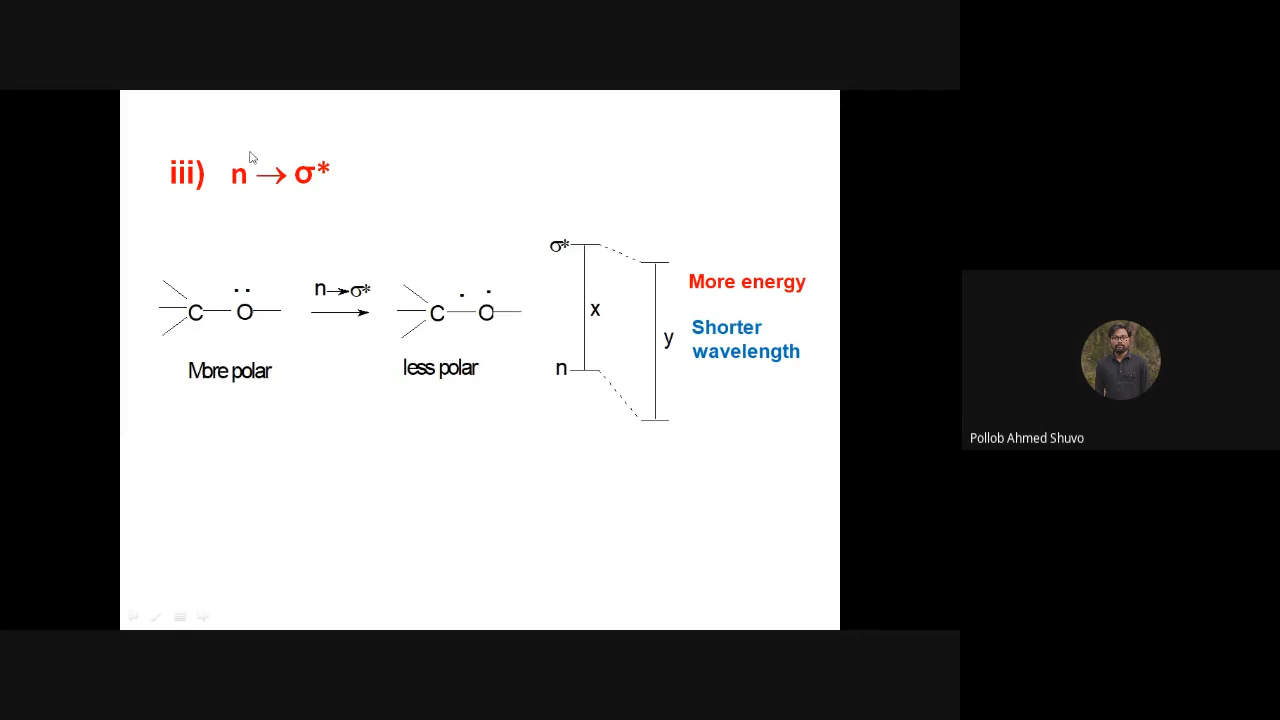 iii) n → σ*
C O
n → σ*
C O
More polar
less polar
σ*
x
n
y
More energy
Shorter
wavelength
Pollob Ahmed Shuvo